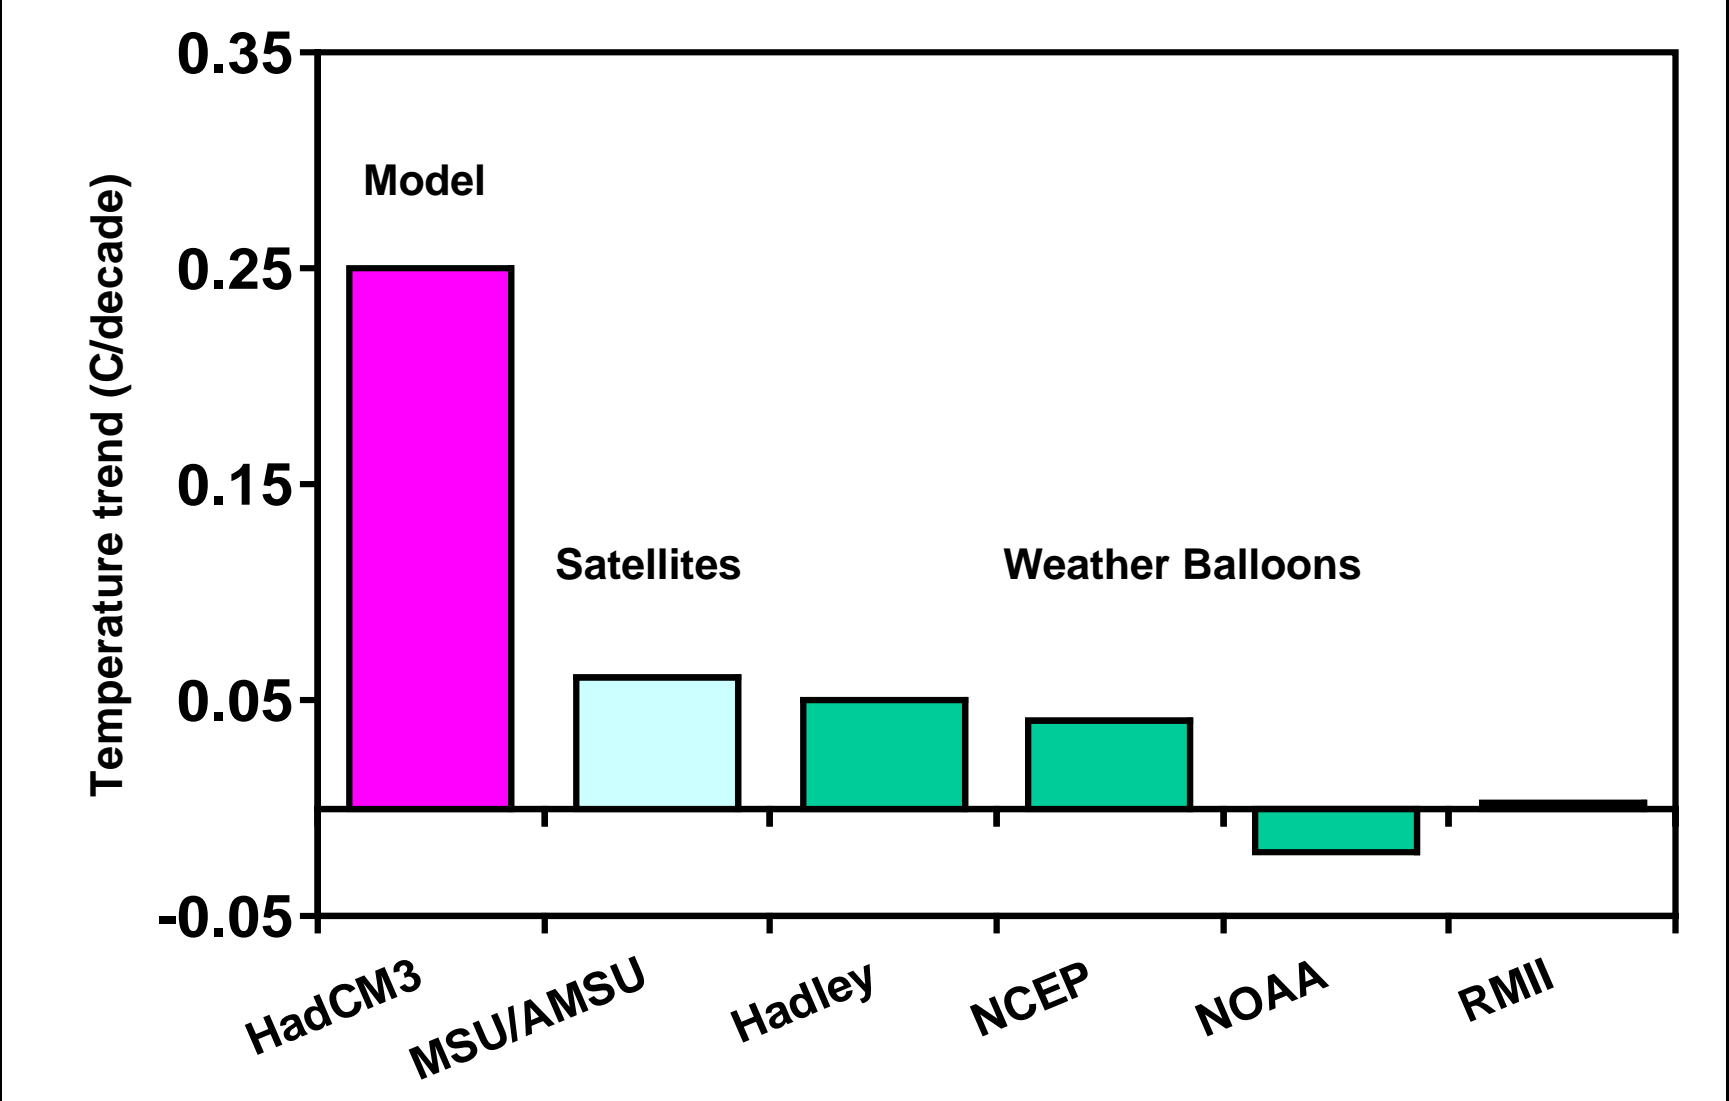 0.35
Model
0.25
Temperature trend (C/decade)
0.15
Satellites
Weather Balloons
0.05
-0.05
HadCM3
MSU/AMSU
Hadley
NCEP
NOAA
RMII